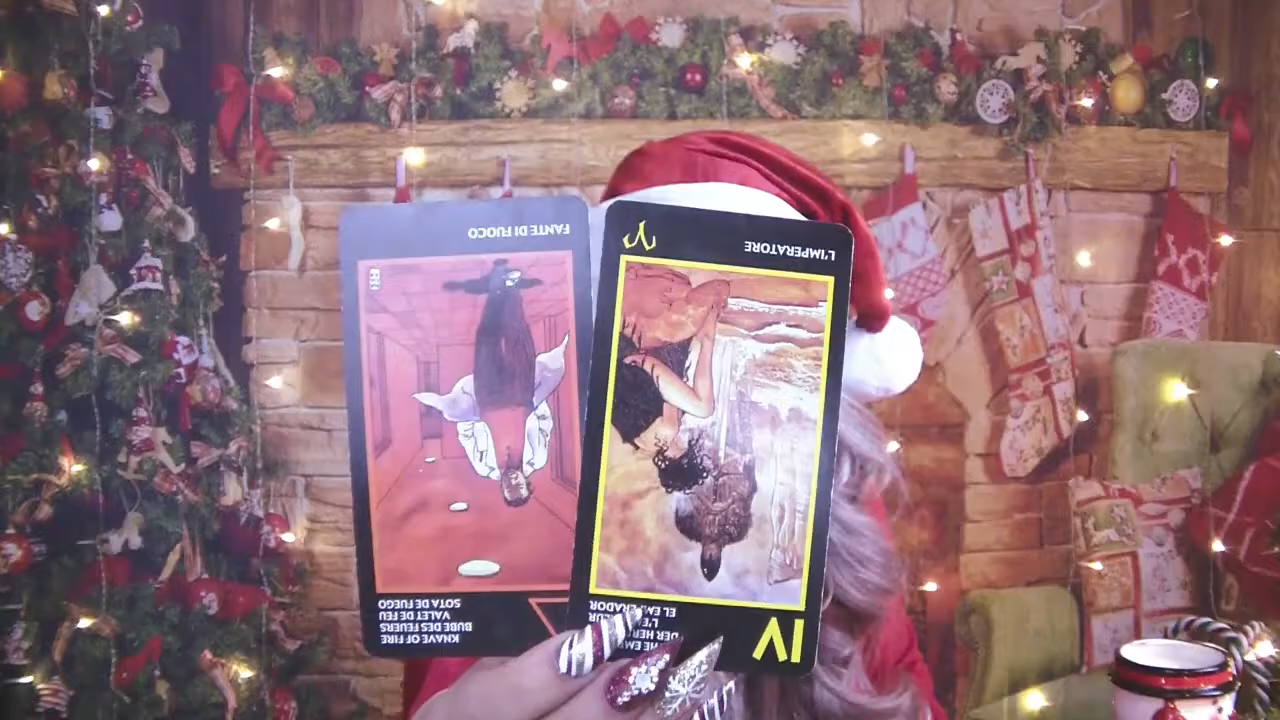 KNAVE OF FIRE
BUBE DES FEUERS
VALET DE FEU
SOTA DE FUEGO
FANTE DI FUOCO
IV
DER
EL EMPERADOR
L'IMPERATORE